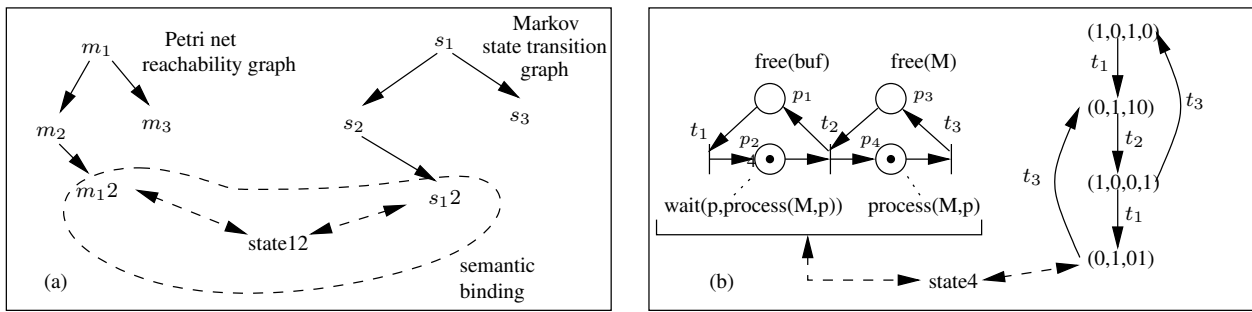 Petri net
reachability graph
m1
m2
m3
m12
Markov
state transition
graph
s1
s2
s3
s12
state12
semantic
binding
(a)
free(buf)
free(M)
p1
p3
t1
t2
t3
p2
4
p4
wait(p,process(M,p))
process(M,p)
(b)
state4
(1,0,1,0)
t1
(0,1,10)
t2
t3
t3
(1,0,0,1)
t1
(0,1,01)